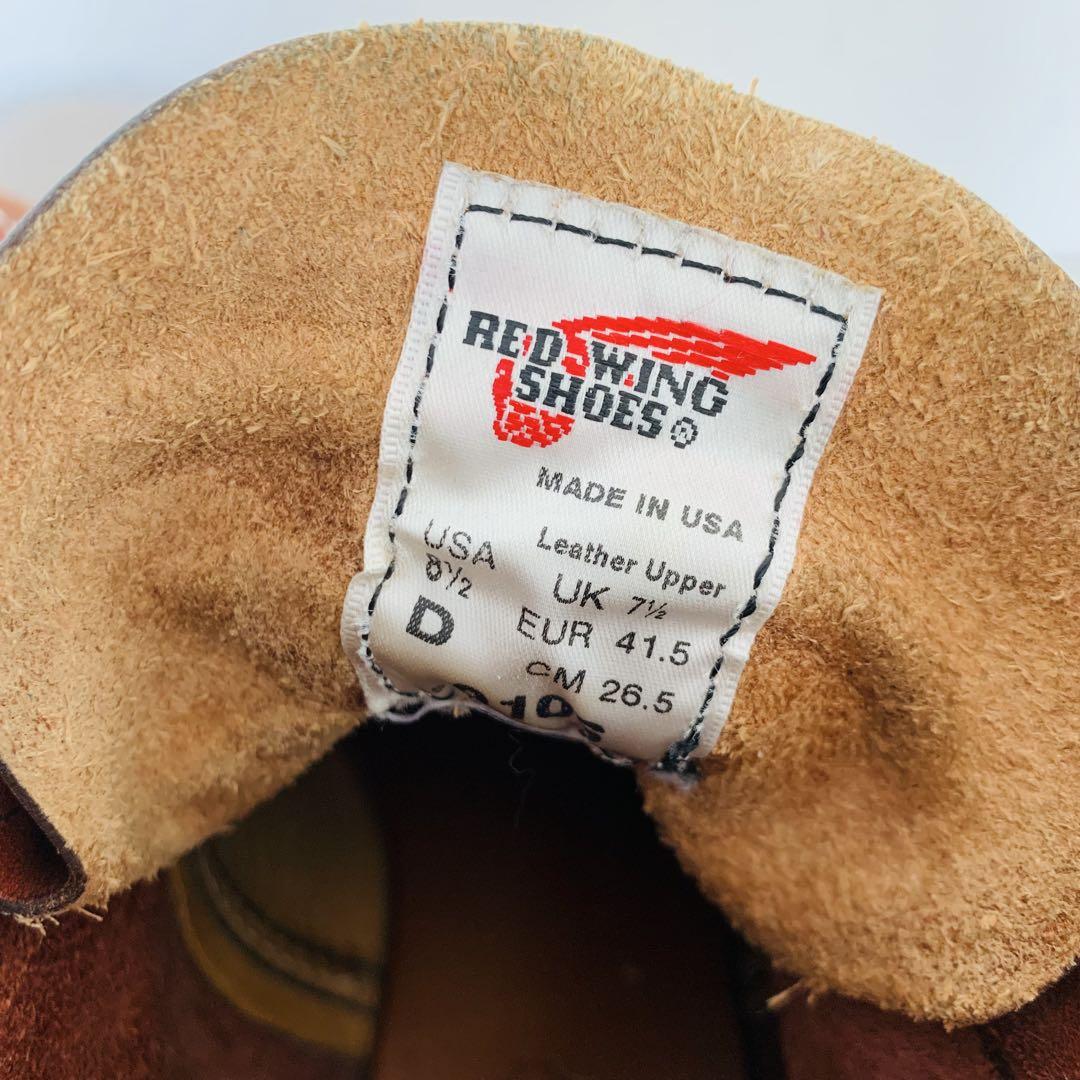 RED WING
SHOES®
MADE IN USA
Leather Upper
USA
8½
D
UK 7½
EUR 41.5
CM 26.5